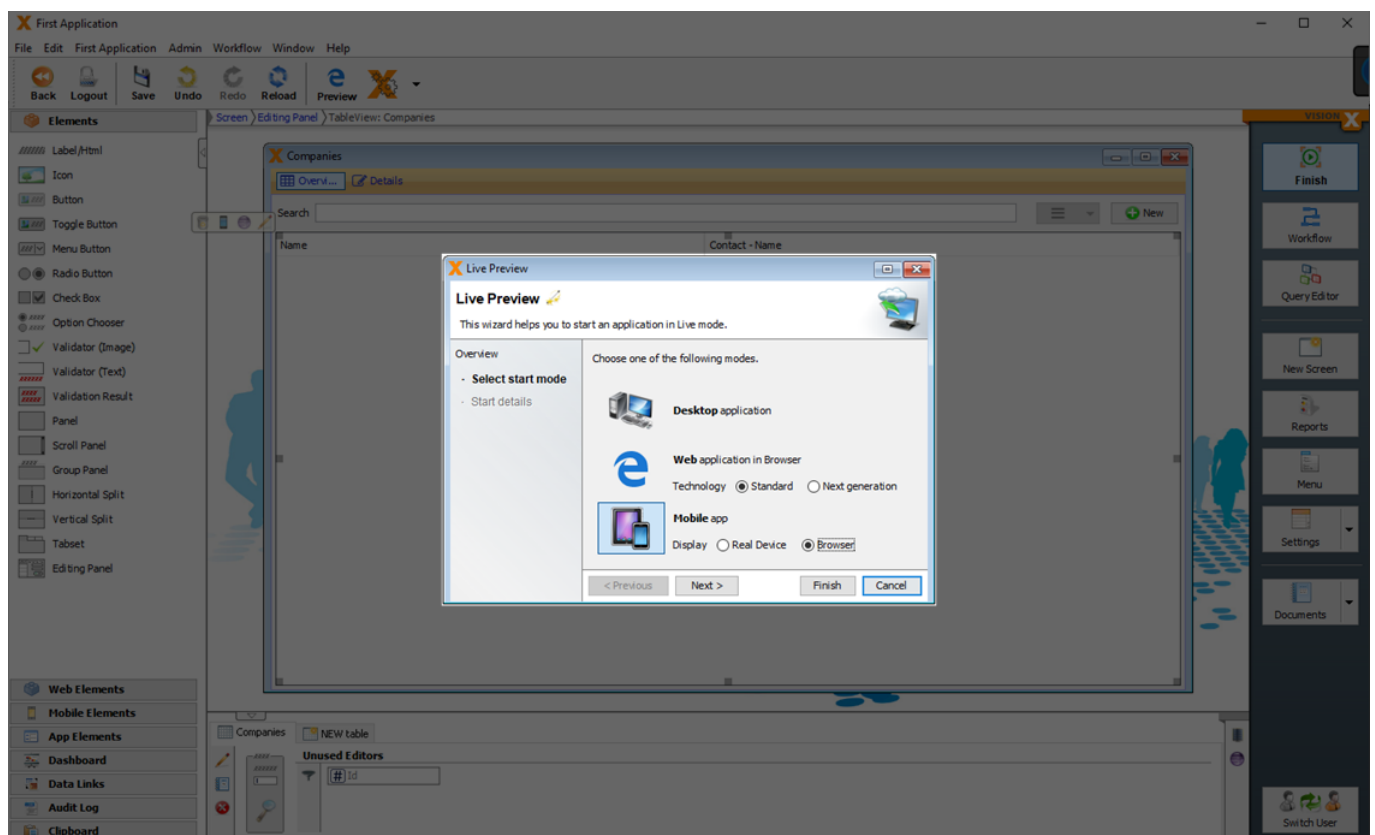 First Application
File Edit First Application Admin Workflow Window Help
Back Logout Save Undo Redo Reload Preview
Elements
Screen Editing Panel TableView: Companies
VISION X
Label/Html
Icon
Button
Toggle Button
Menu Button
Radio Button
Check Box
Option Chooser
Validator (Image)
Validator (Text)
Validation Result
Panel
Scroll Panel
Group Panel
Horizontal Split
Vertical Split
Tabset
Editing Panel
Web Elements
Mobile Elements
App Elements
Dashboard
Data Links
Audit Log
Clipboard
Companies
Overvi... Details
Search New
Name Contact - Name
Live Preview
Live Preview
This wizard helps you to start an application in Live mode.
Overview
· Select start mode
· Start details
Choose one of the following modes.
Desktop application
Web application in Browser
Technology Standard Next generation
Mobile app
Display Real Device Browser
< Previous Next > Finish Cancel
Companies NEW table
Unused Editors
# Id
Finish
Workflow
Query Editor
New Screen
Reports
Menu
Settings
Documents
Switch User